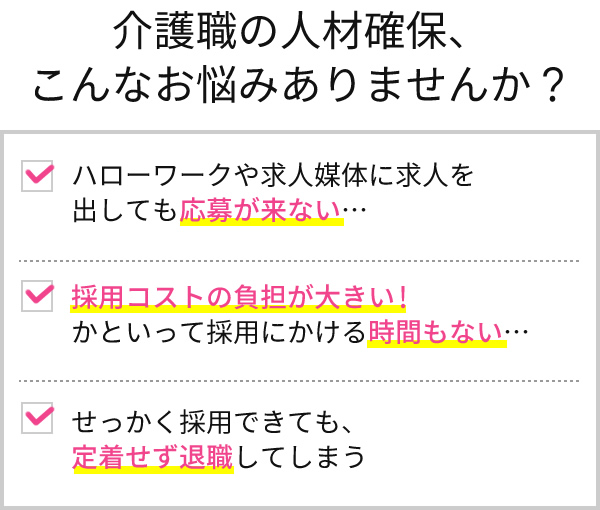 介護職の人材確保、
こんなお悩みありませんか？
ハローワークや求人媒体に求人を
出しても応募が来ない…
採用コストの負担が大きい！
かといって採用にかける時間もない…
せっかく採用できても、
定着せず退職してしまう